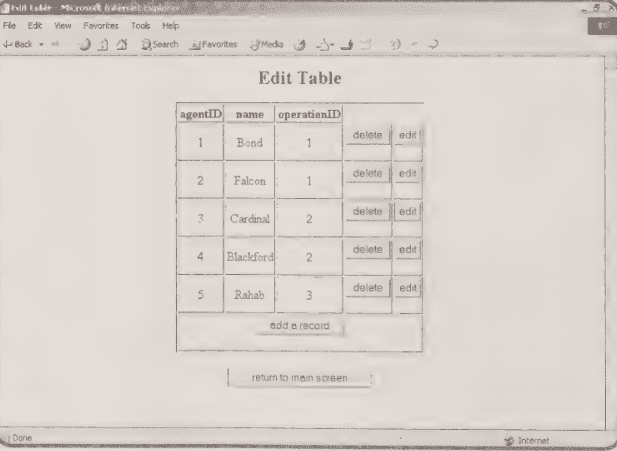 Edit Table - Microsoft Internet Explorer
File Edit View Favorites Tools Help
Back Search Favorites Media
Edit Table
agentID name operationID
1 Bond 1 delete edit
2 Falcon 1 delete edit
3 Cardinal 2 delete edit
4 Blackford 2 delete edit
5 Rahab 3 delete edit
add a record
return to main screen
Done Internet